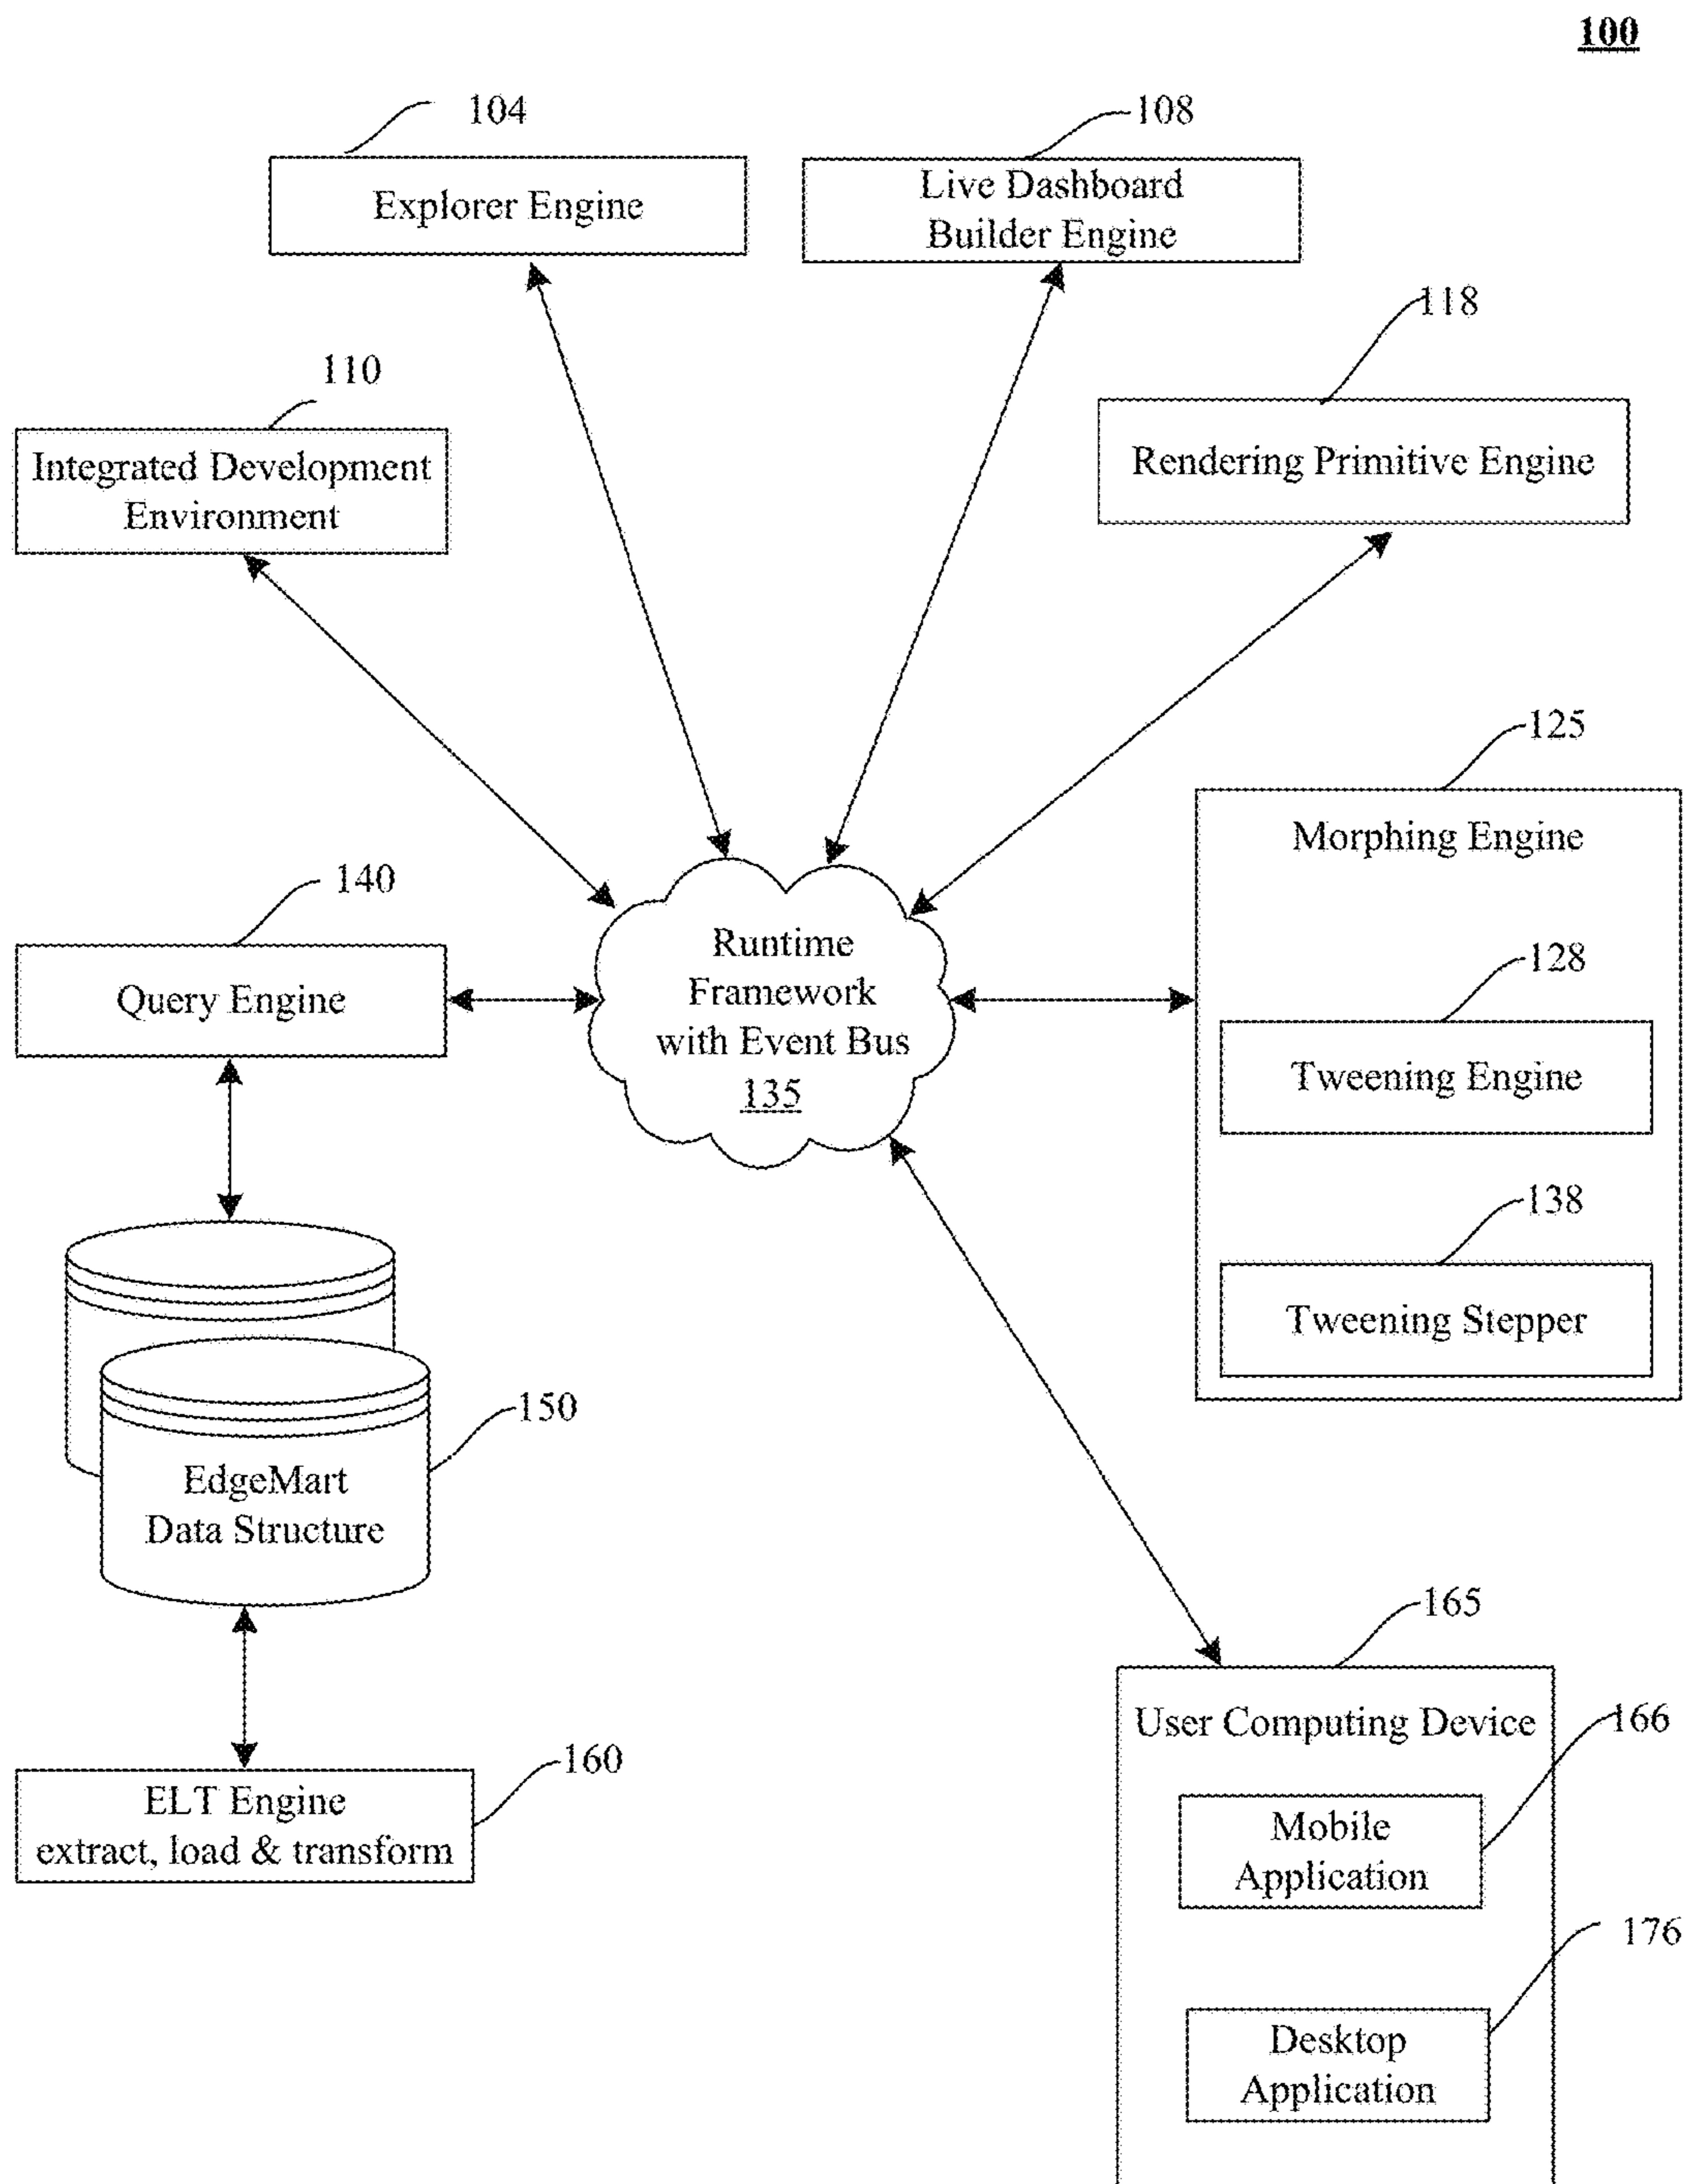 100
104
108
Explorer Engine
Live Dashboard
Builder Engine
118
110
Rendering Primitive Engine
Integrated Development
Environment
125
Morphing Engine
140
Query Engine
Runtime
Framework
with Event Bus
135
128
Tweening Engine
138
Tweening Stepper
150
EdgeMart
Data Structure
165
User Computing Device
166
160
ELT Engine
extract, load & transform
Mobile
Application
176
Desktop
Application